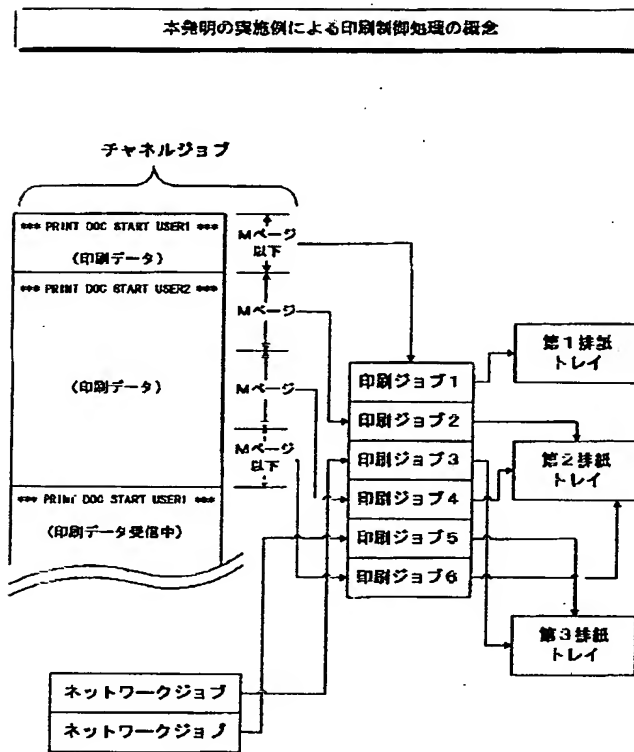 本発明の実施例による印刷制御処理の概念
チャネルジョブ
*** PRINT DOC START USER1 ***
(印刷データ)
*** PRINT DOC START USER2 ***
(印刷データ)
*** PRINT DOC START USER1 ***
(印刷データ受信中)
Mページ
以下
Mページ
Mページ
Mページ
以下
印刷ジョブ1
印刷ジョブ2
印刷ジョブ3
印刷ジョブ4
印刷ジョブ5
印刷ジョブ6
第1排紙
トレイ
第2排紙
トレイ
第3排紙
トレイ
ネットワークジョブ
ネットワークジョブ